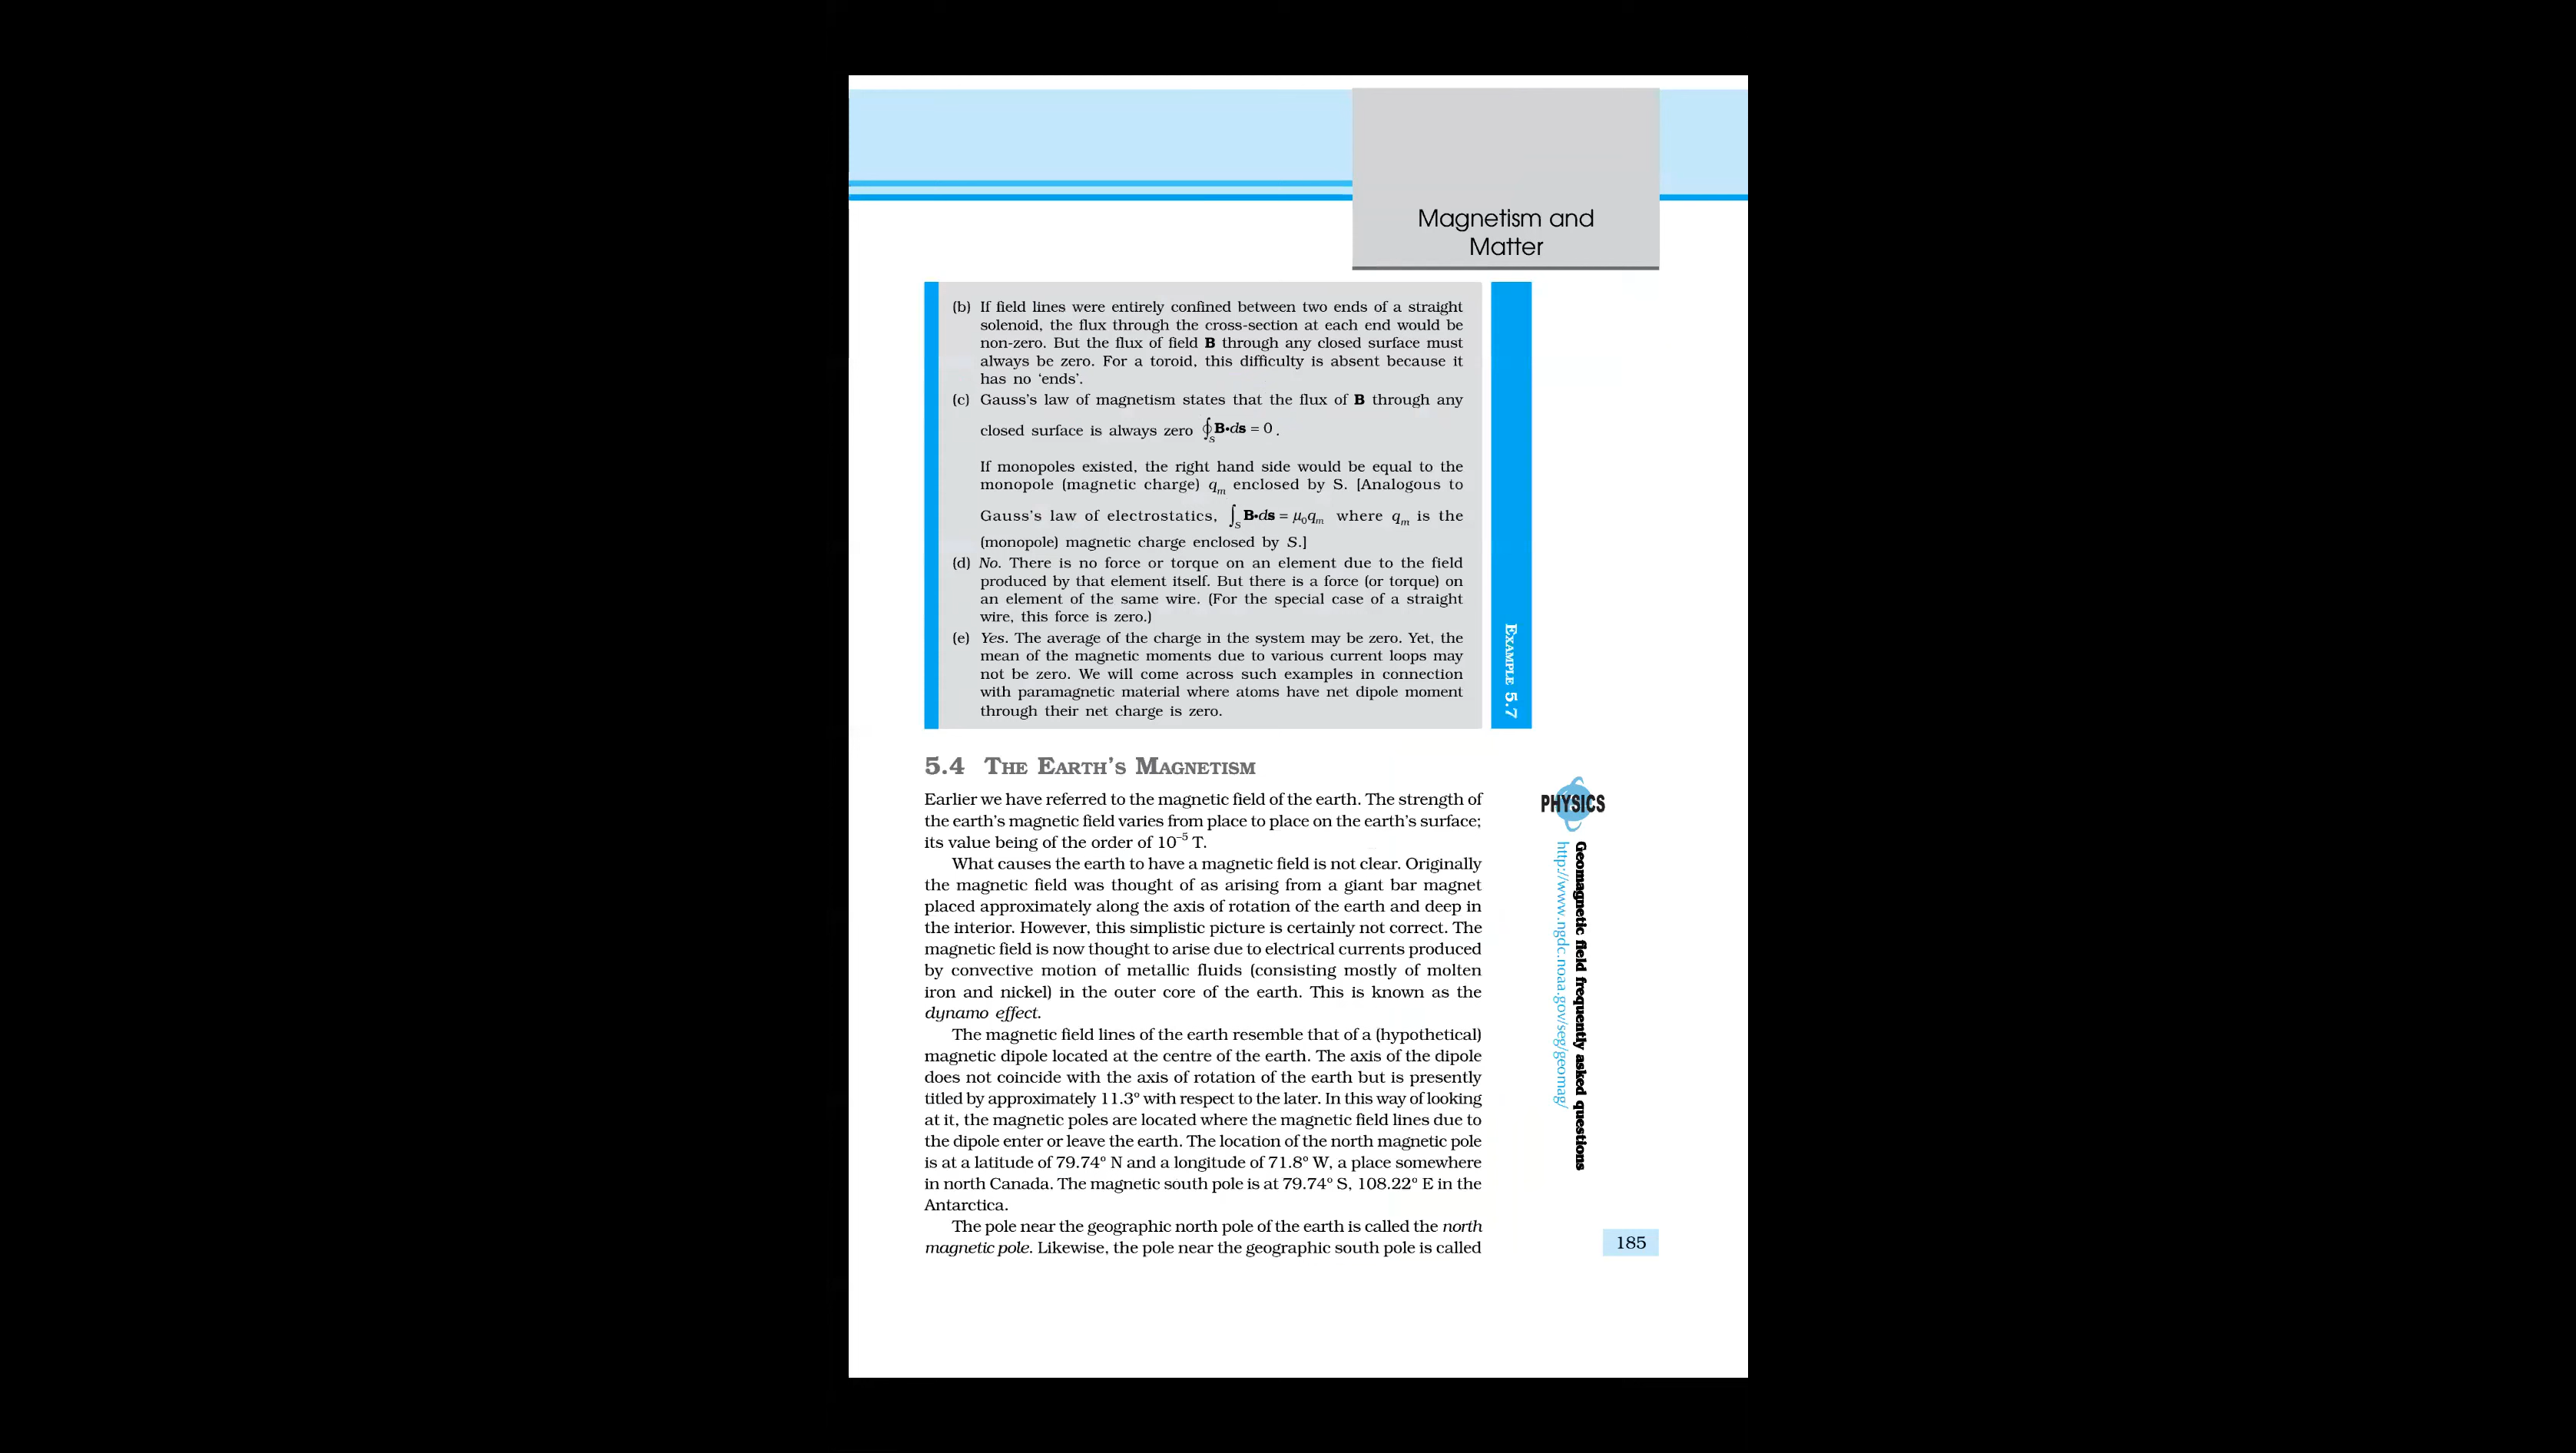 Magnetism and
Matter
(b) If field lines were entirely confined between two ends of a straight
solenoid, the flux through the cross-section at each end would be
non-zero. But the flux of field B through any closed surface must
always be zero. For a toroid, this difficulty is absent because it
has no ‘ends’.
(c) Gauss’s law of magnetism states that the flux of B through any
closed surface is always zero ∮_S B•ds = 0 .
If monopoles existed, the right hand side would be equal to the
monopole (magnetic charge) q_m enclosed by S. [Analogous to
Gauss’s law of electrostatics, ∫_S B•ds = μ₀q_m where q_m is the
(monopole) magnetic charge enclosed by S.]
(d) No. There is no force or torque on an element due to the field
produced by that element itself. But there is a force (or torque) on
an element of the same wire. (For the special case of a straight
wire, this force is zero.)
(e) Yes. The average of the charge in the system may be zero. Yet, the
mean of the magnetic moments due to various current loops may
not be zero. We will come across such examples in connection
with paramagnetic material where atoms have net dipole moment
through their net charge is zero.
EXAMPLE 5.7
5.4 THE EARTH’S MAGNETISM
Earlier we have referred to the magnetic field of the earth. The strength of
the earth’s magnetic field varies from place to place on the earth’s surface;
its value being of the order of 10⁻⁵ T.
What causes the earth to have a magnetic field is not clear. Originally
the magnetic field was thought of as arising from a giant bar magnet
placed approximately along the axis of rotation of the earth and deep in
the interior. However, this simplistic picture is certainly not correct. The
magnetic field is now thought to arise due to electrical currents produced
by convective motion of metallic fluids (consisting mostly of molten
iron and nickel) in the outer core of the earth. This is known as the
dynamo effect.
The magnetic field lines of the earth resemble that of a (hypothetical)
magnetic dipole located at the centre of the earth. The axis of the dipole
does not coincide with the axis of rotation of the earth but is presently
titled by approximately 11.3º with respect to the later. In this way of looking
at it, the magnetic poles are located where the magnetic field lines due to
the dipole enter or leave the earth. The location of the north magnetic pole
is at a latitude of 79.74º N and a longitude of 71.8º W, a place somewhere
in north Canada. The magnetic south pole is at 79.74º S, 108.22º E in the
Antarctica.
The pole near the geographic north pole of the earth is called the north
magnetic pole. Likewise, the pole near the geographic south pole is called
PHYSICS
Geomagnetic field frequently asked questions
http://www.ngdc.noaa.gov/seg/geomag/
185